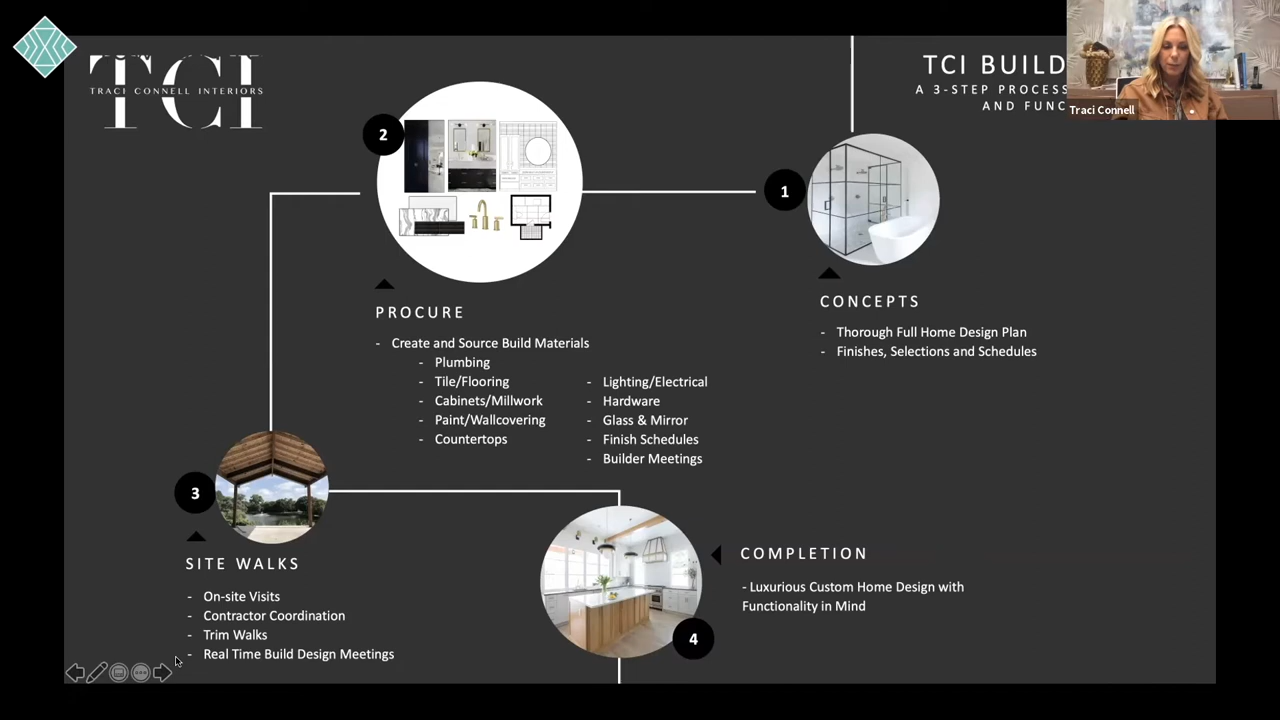 TCI
TRACI CONNELL INTERIORS
TCI BUILD
A 3-STEP PROCESS
AND FUNC
Traci Connell
2
1
CONCEPTS
- Thorough Full Home Design Plan
- Finishes, Selections and Schedules
PROCURE
- Create and Source Build Materials
- Plumbing
- Tile/Flooring
- Cabinets/Millwork
- Paint/Wallcovering
- Countertops
- Lighting/Electrical
- Hardware
- Glass & Mirror
- Finish Schedules
- Builder Meetings
3
SITE WALKS
- On-site Visits
- Contractor Coordination
- Trim Walks
- Real Time Build Design Meetings
COMPLETION
- Luxurious Custom Home Design with
Functionality in Mind
4